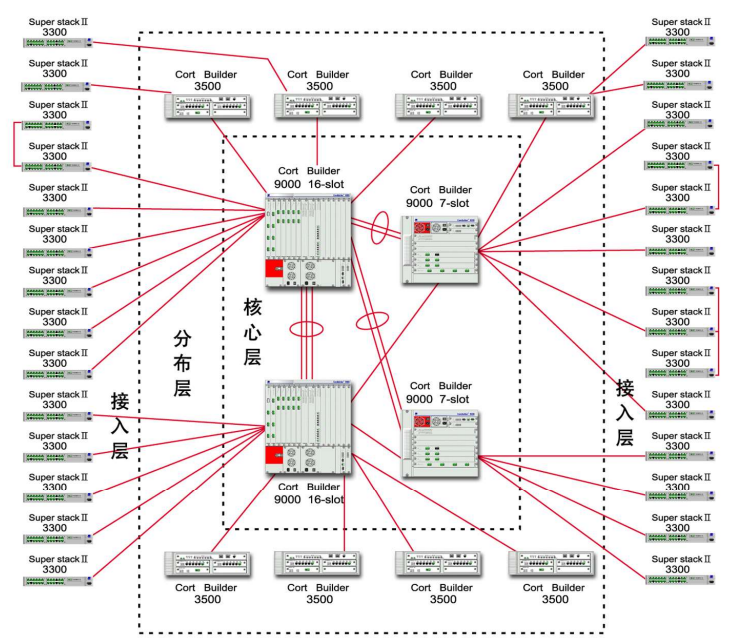 Super stack Ⅱ
3300
Super stack Ⅱ
3300
Super stack Ⅱ
3300
Super stack Ⅱ
3300
Super stack Ⅱ
3300
Super stack Ⅱ
3300
Super stack Ⅱ
3300
Super stack Ⅱ
3300
Super stack Ⅱ
3300
Super stack Ⅱ
3300
Super stack Ⅱ
3300
Super stack Ⅱ
3300
Super stack Ⅱ
3300
Super stack Ⅱ
3300
接入层
分布层
核心层
Cort Builder
3500
Cort Builder
3500
Cort Builder
3500
Cort Builder
3500
Cort Builder
9000 16-slot
Cort Builder
9000 7-slot
Cort Builder
9000 7-slot
Cort Builder
9000 16-slot
Cort Builder
3500
Cort Builder
3500
Cort Builder
3500
Cort Builder
3500
接入层
Super stack Ⅱ
3300
Super stack Ⅱ
3300
Super stack Ⅱ
3300
Super stack Ⅱ
3300
Super stack Ⅱ
3300
Super stack Ⅱ
3300
Super stack Ⅱ
3300
Super stack Ⅱ
3300
Super stack Ⅱ
3300
Super stack Ⅱ
3300
Super stack Ⅱ
3300
Super stack Ⅱ
3300
Super stack Ⅱ
3300
Super stack Ⅱ
3300